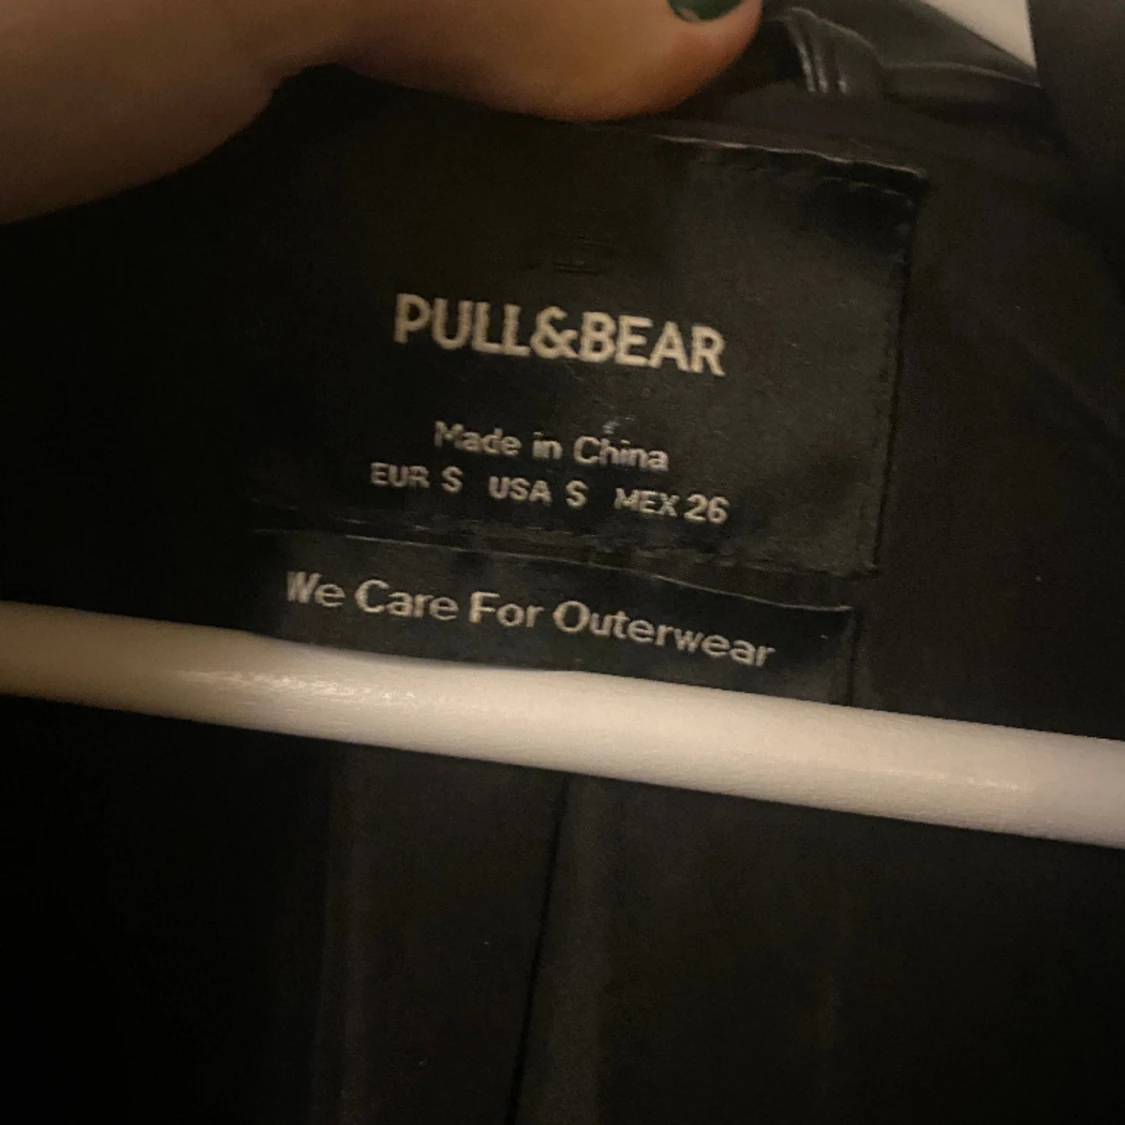 PULL&BEAR
Made in China
EUR S USA S MEX 26
We Care For Outerwear